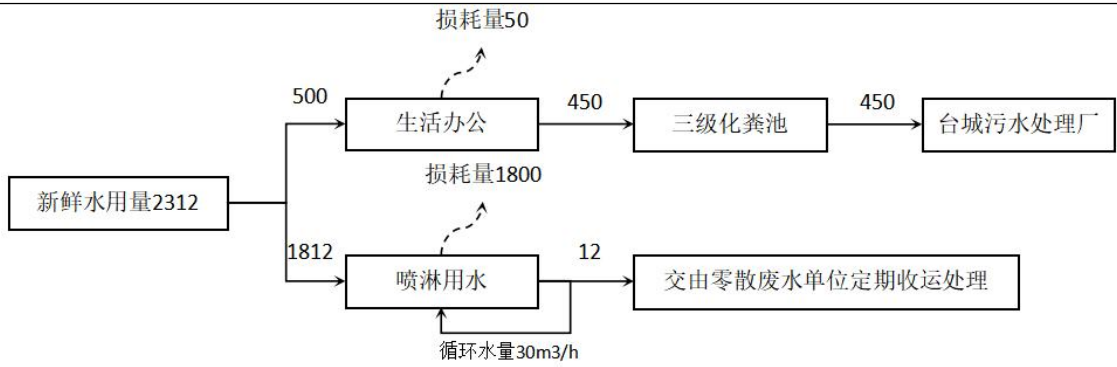 损耗量50
500
生活办公
450
三级化粪池
450
台城污水处理厂
损耗量1800
新鲜水用量2312
1812
喷淋用水
12
交由零散废水单位定期收运处理
循环水量30m3/h